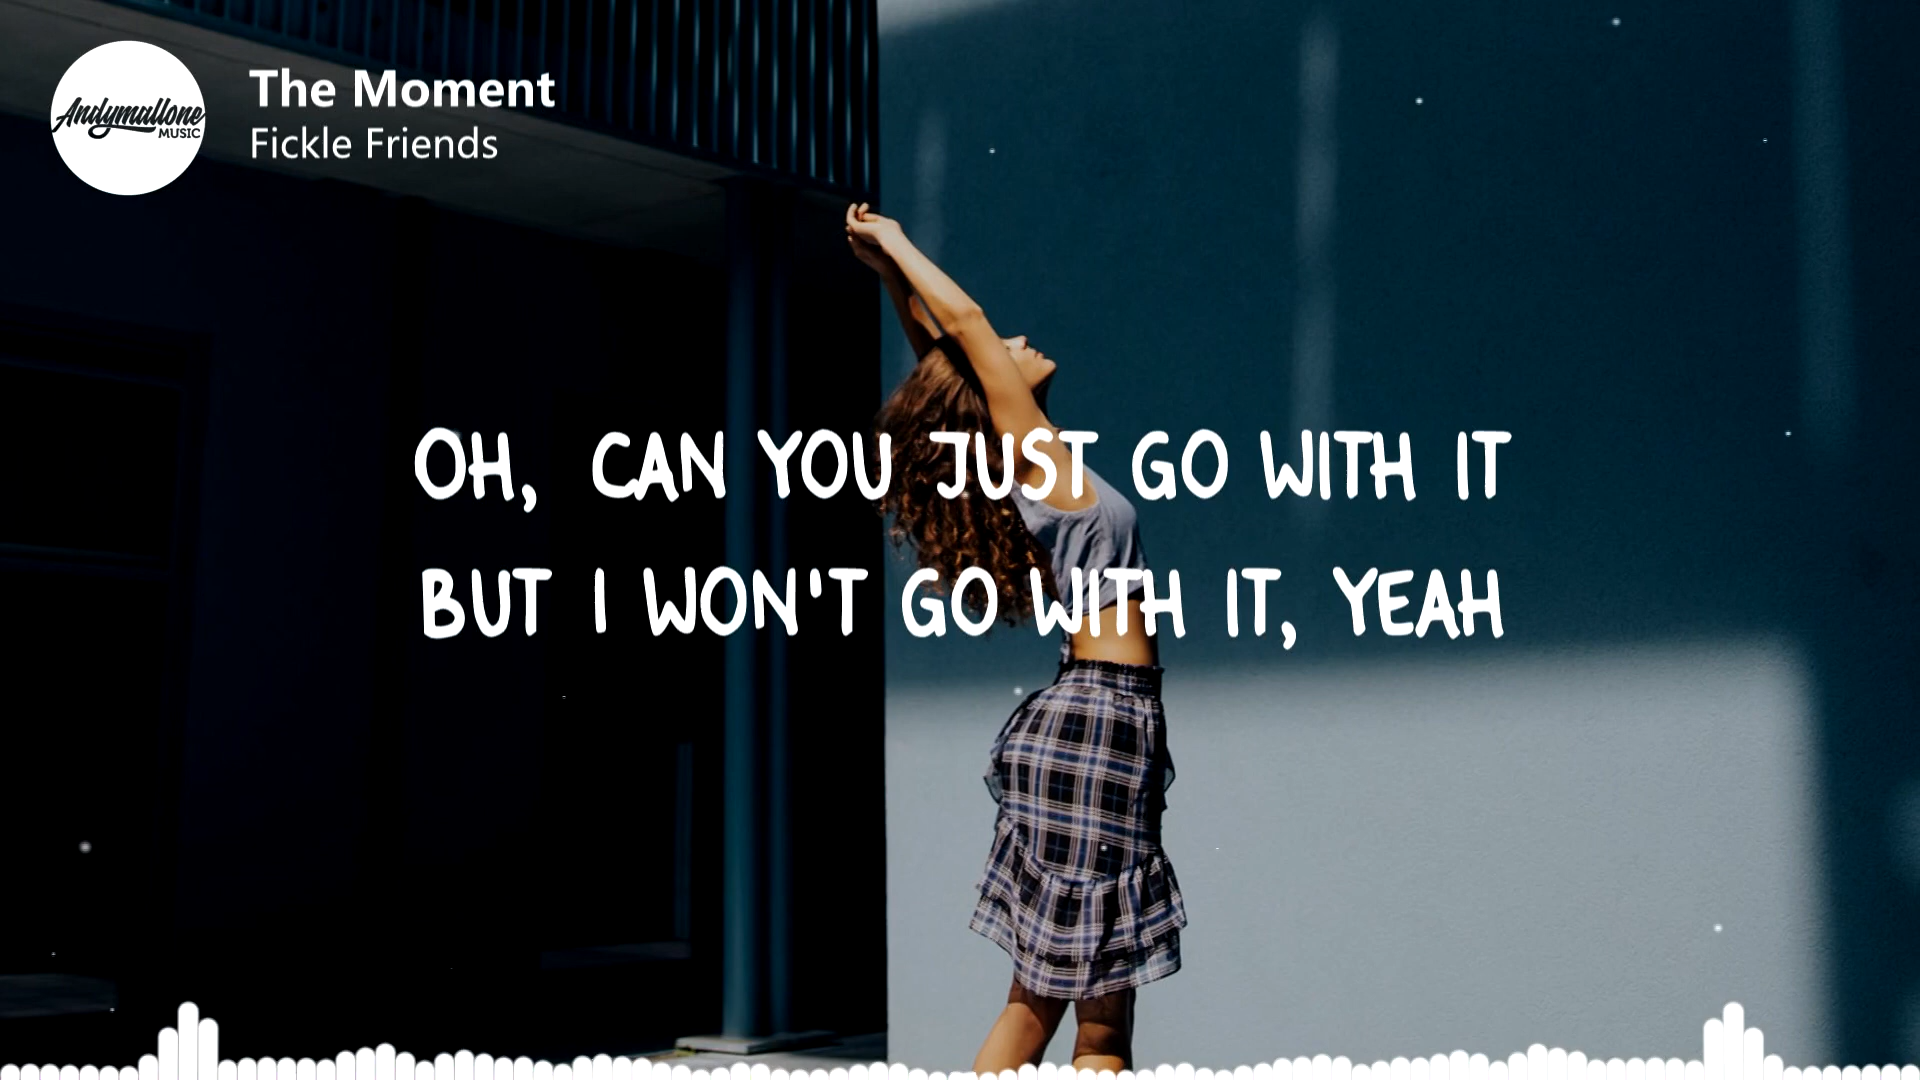 Andymallone
MUSIC
The Moment
Fickle Friends
OH, CAN YOU JUST GO WITH IT
BUT I WON'T GO WITH IT, YEAH